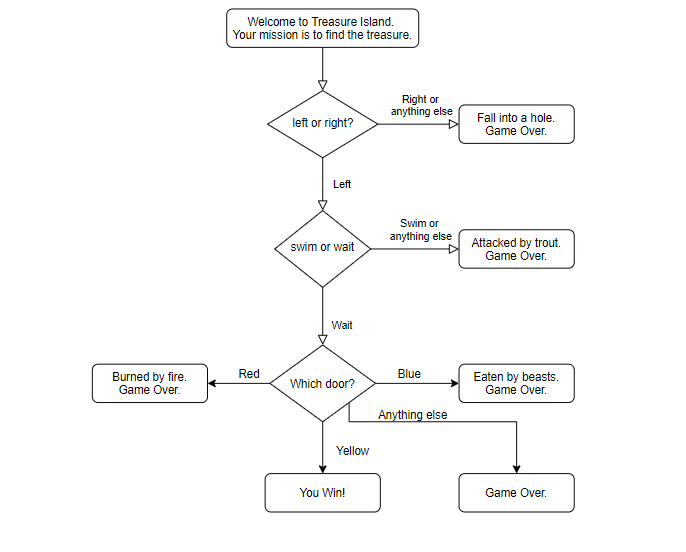 Welcome to Treasure Island.
Your mission is to find the treasure.
left or right?
Right or
anything else
Fall into a hole.
Game Over.
Left
swim or wait
Swim or
anything else
Attacked by trout.
Game Over.
Wait
Burned by fire.
Game Over.
Red
Which door?
Blue
Eaten by beasts.
Game Over.
Anything else
Yellow
You Win!
Game Over.